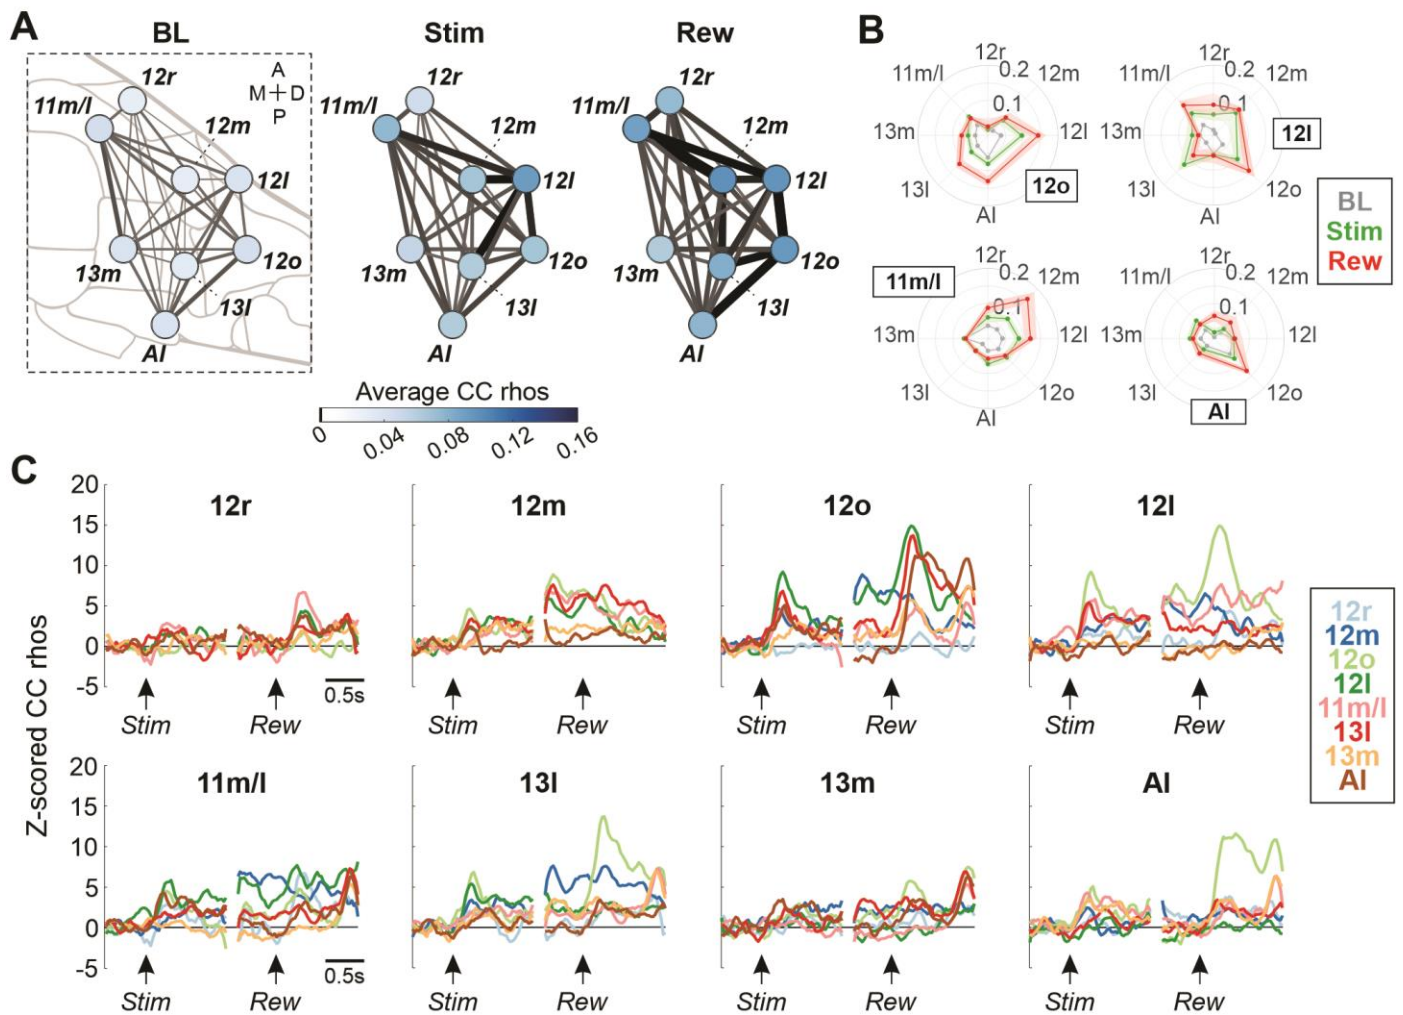 A
BL
Stim
Rew
12r
11m/l
12m
12l
13m
12o
13l
AI
A
M D
P
12r
11m/l
12m
12l
13m
12o
13l
AI
12r
11m/l
12m
12l
13m
12o
13l
AI
Average CC rhos
0
0.04
0.08
0.12
0.16
B
12r
0.2
11m/l
12m
0.1
13m
12l
13l
12o
AI
12r
0.2
11m/l
12m
0.1
13m
12l
13l
12o
AI
12r
0.2
11m/l
12m
0.1
13m
12l
13l
12o
AI
12r
0.2
11m/l
12m
0.1
13m
12l
13l
12o
AI
BL
Stim
Rew
C
Z-scored CC rhos
20
15
10
5
0
-5
12r
12m
12o
12l
0.5s
Stim
Rew
Stim
Rew
Stim
Rew
Stim
Rew
20
15
10
5
0
-5
11m/l
13l
13m
AI
0.5s
Stim
Rew
Stim
Rew
Stim
Rew
Stim
Rew
12r
12m
12o
12l
11m/l
13l
13m
AI